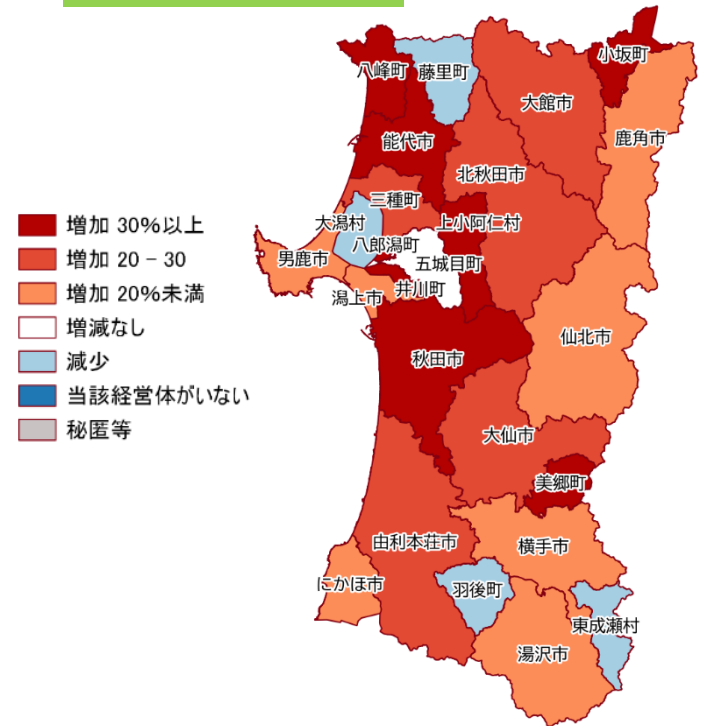 増加 30%以上
増加 20 - 30
増加 20%未満
増減なし
減少
当該経営体がいない
秘匿等
小坂町
八峰町
藤里町
大館市
鹿角市
能代市
北秋田市
三種町
大潟村
上小阿仁村
八郎潟町
男鹿市
五城目町
井川町
潟上市
仙北市
秋田市
大仙市
美郷町
由利本荘市
横手市
にかほ市
羽後町
東成瀬村
湯沢市